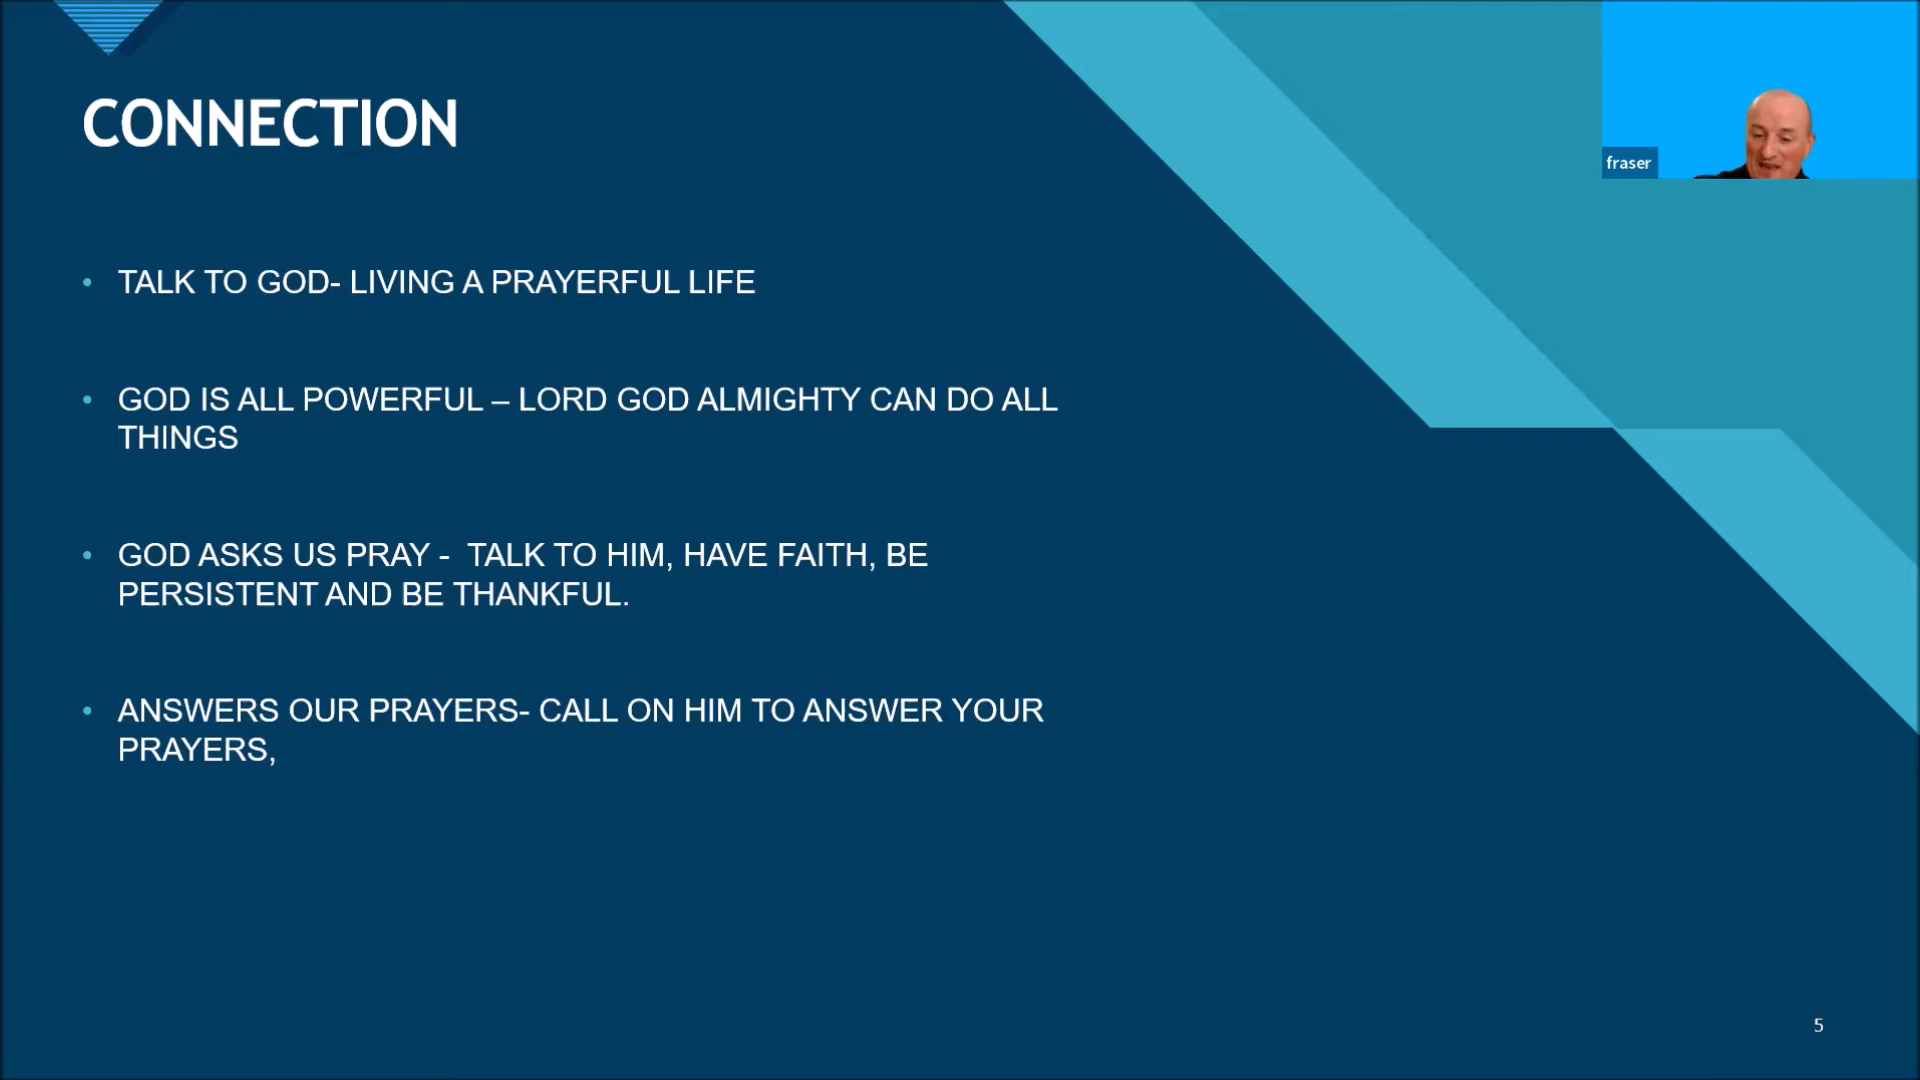 CONNECTION
fraser
• TALK TO GOD- LIVING A PRAYERFUL LIFE
• GOD IS ALL POWERFUL – LORD GOD ALMIGHTY CAN DO ALL
THINGS
• GOD ASKS US PRAY -  TALK TO HIM, HAVE FAITH, BE
PERSISTENT AND BE THANKFUL.
• ANSWERS OUR PRAYERS- CALL ON HIM TO ANSWER YOUR
PRAYERS,
5